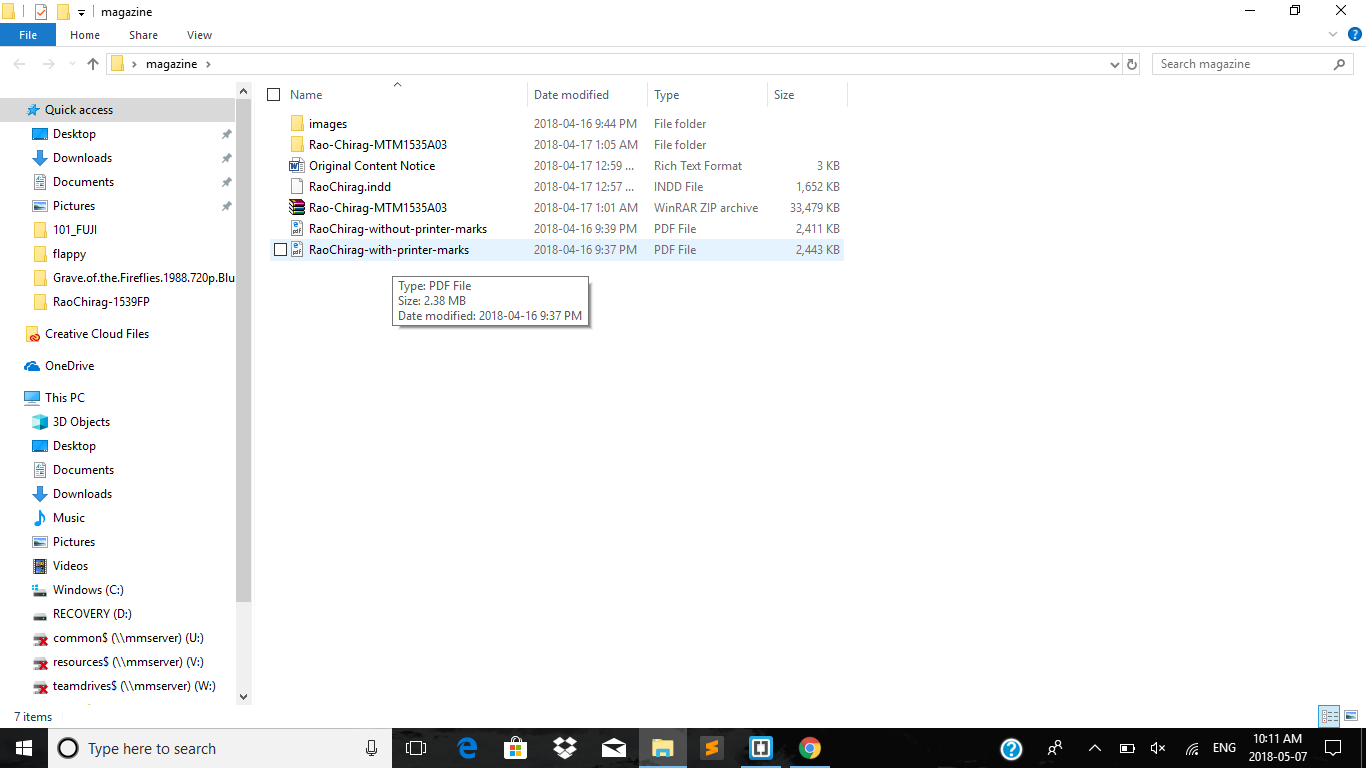 magazine
File Home Share View
magazine
Search magazine
Name Date modified Type Size
Quick access
Desktop
Downloads
Documents
Pictures
101_FUJI
flappy
Grave.of.the.Fireflies.1988.720p.Blu
RaoChirag-1539FP
Creative Cloud Files
OneDrive
This PC
3D Objects
Desktop
Documents
Downloads
Music
Pictures
Videos
Windows (C:)
RECOVERY (D:)
common$ (\\mmserver) (U:)
resources$ (\\mmserver) (V:)
teamdrives$ (\\mmserver) (W:)
images 2018-04-16 9:44 PM File folder
Rao-Chirag-MTM1535A03 2018-04-17 1:05 AM File folder
Original Content Notice 2018-04-17 12:59 ... Rich Text Format 3 KB
RaoChirag.indd 2018-04-17 12:57 ... INDD File 1,652 KB
Rao-Chirag-MTM1535A03 2018-04-17 1:01 AM WinRAR ZIP archive 33,479 KB
RaoChirag-without-printer-marks 2018-04-16 9:39 PM PDF File 2,411 KB
RaoChirag-with-printer-marks 2018-04-16 9:37 PM PDF File 2,443 KB
Type: PDF File
Size: 2.38 MB
Date modified: 2018-04-16 9:37 PM
7 items
Type here to search
ENG
10:11 AM
2018-05-07